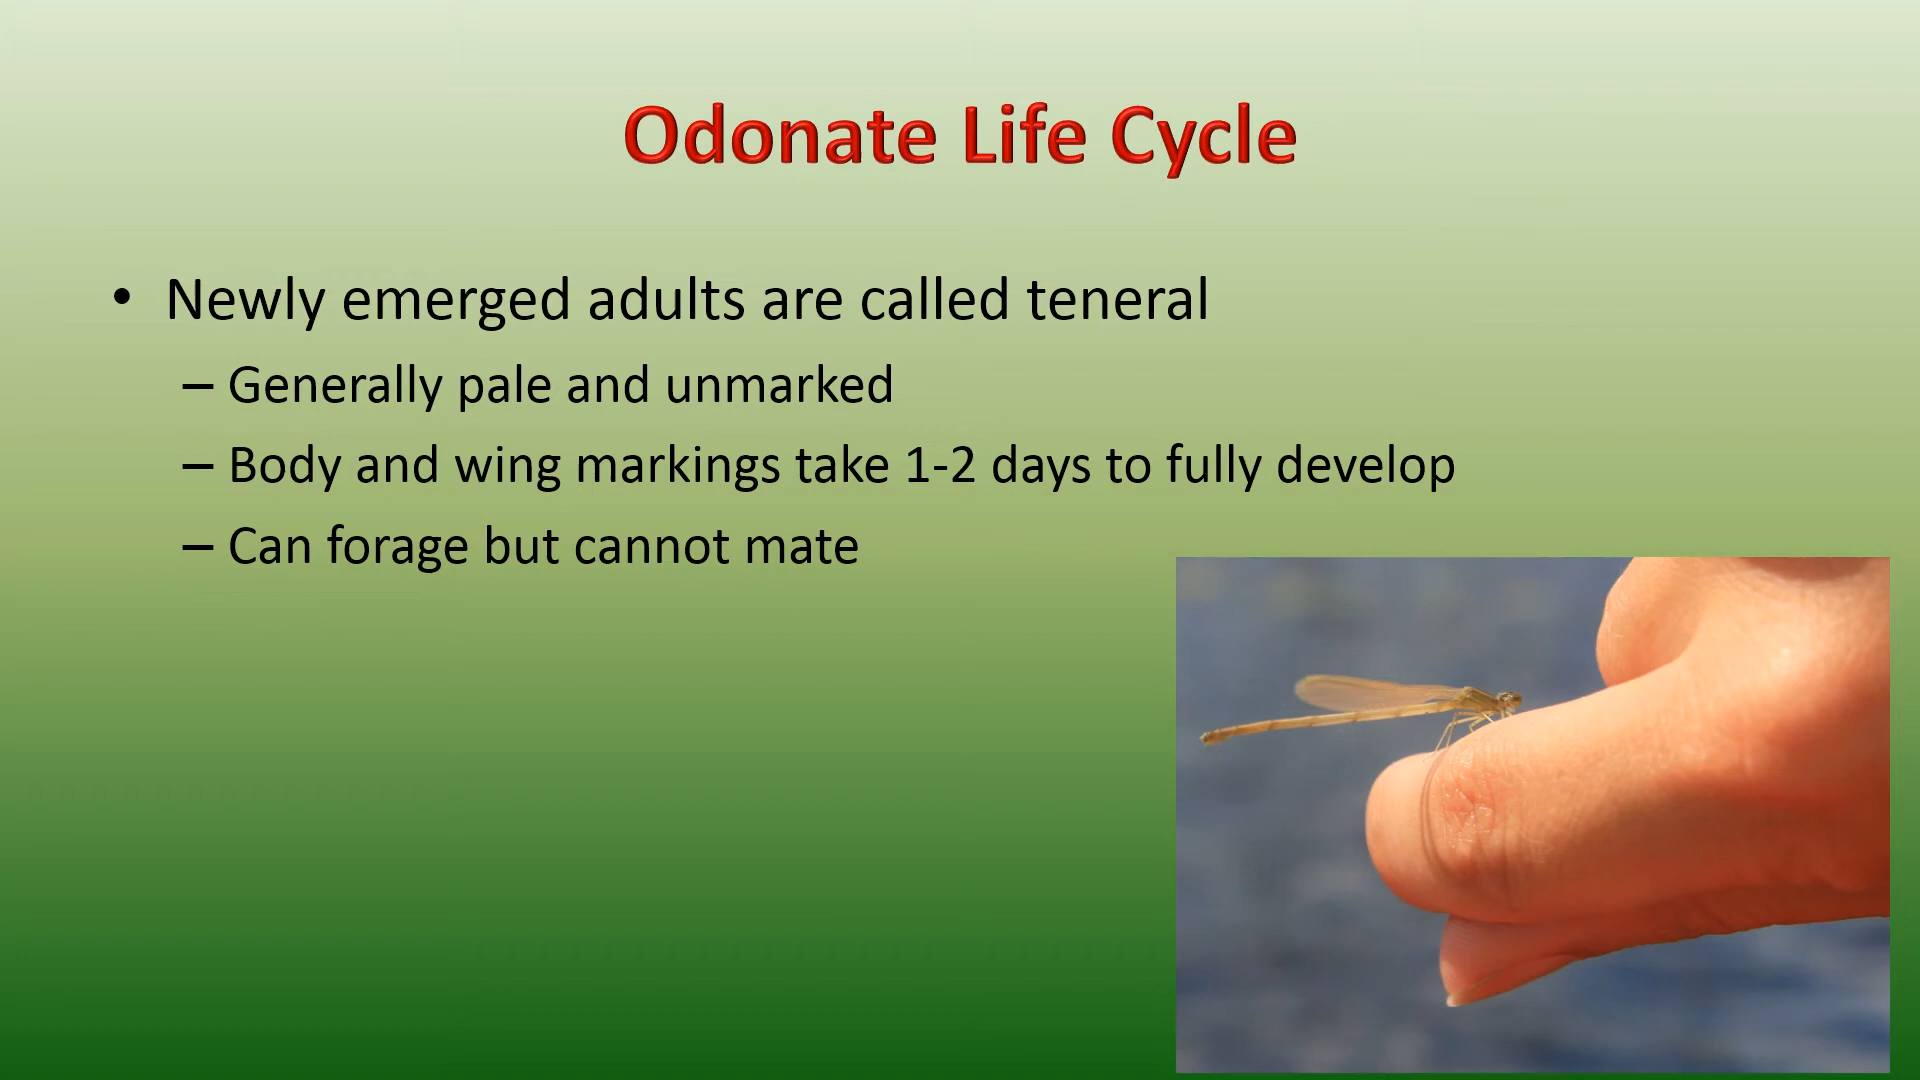 Odonate Life Cycle
• Newly emerged adults are called teneral
– Generally pale and unmarked
– Body and wing markings take 1-2 days to fully develop
– Can forage but cannot mate